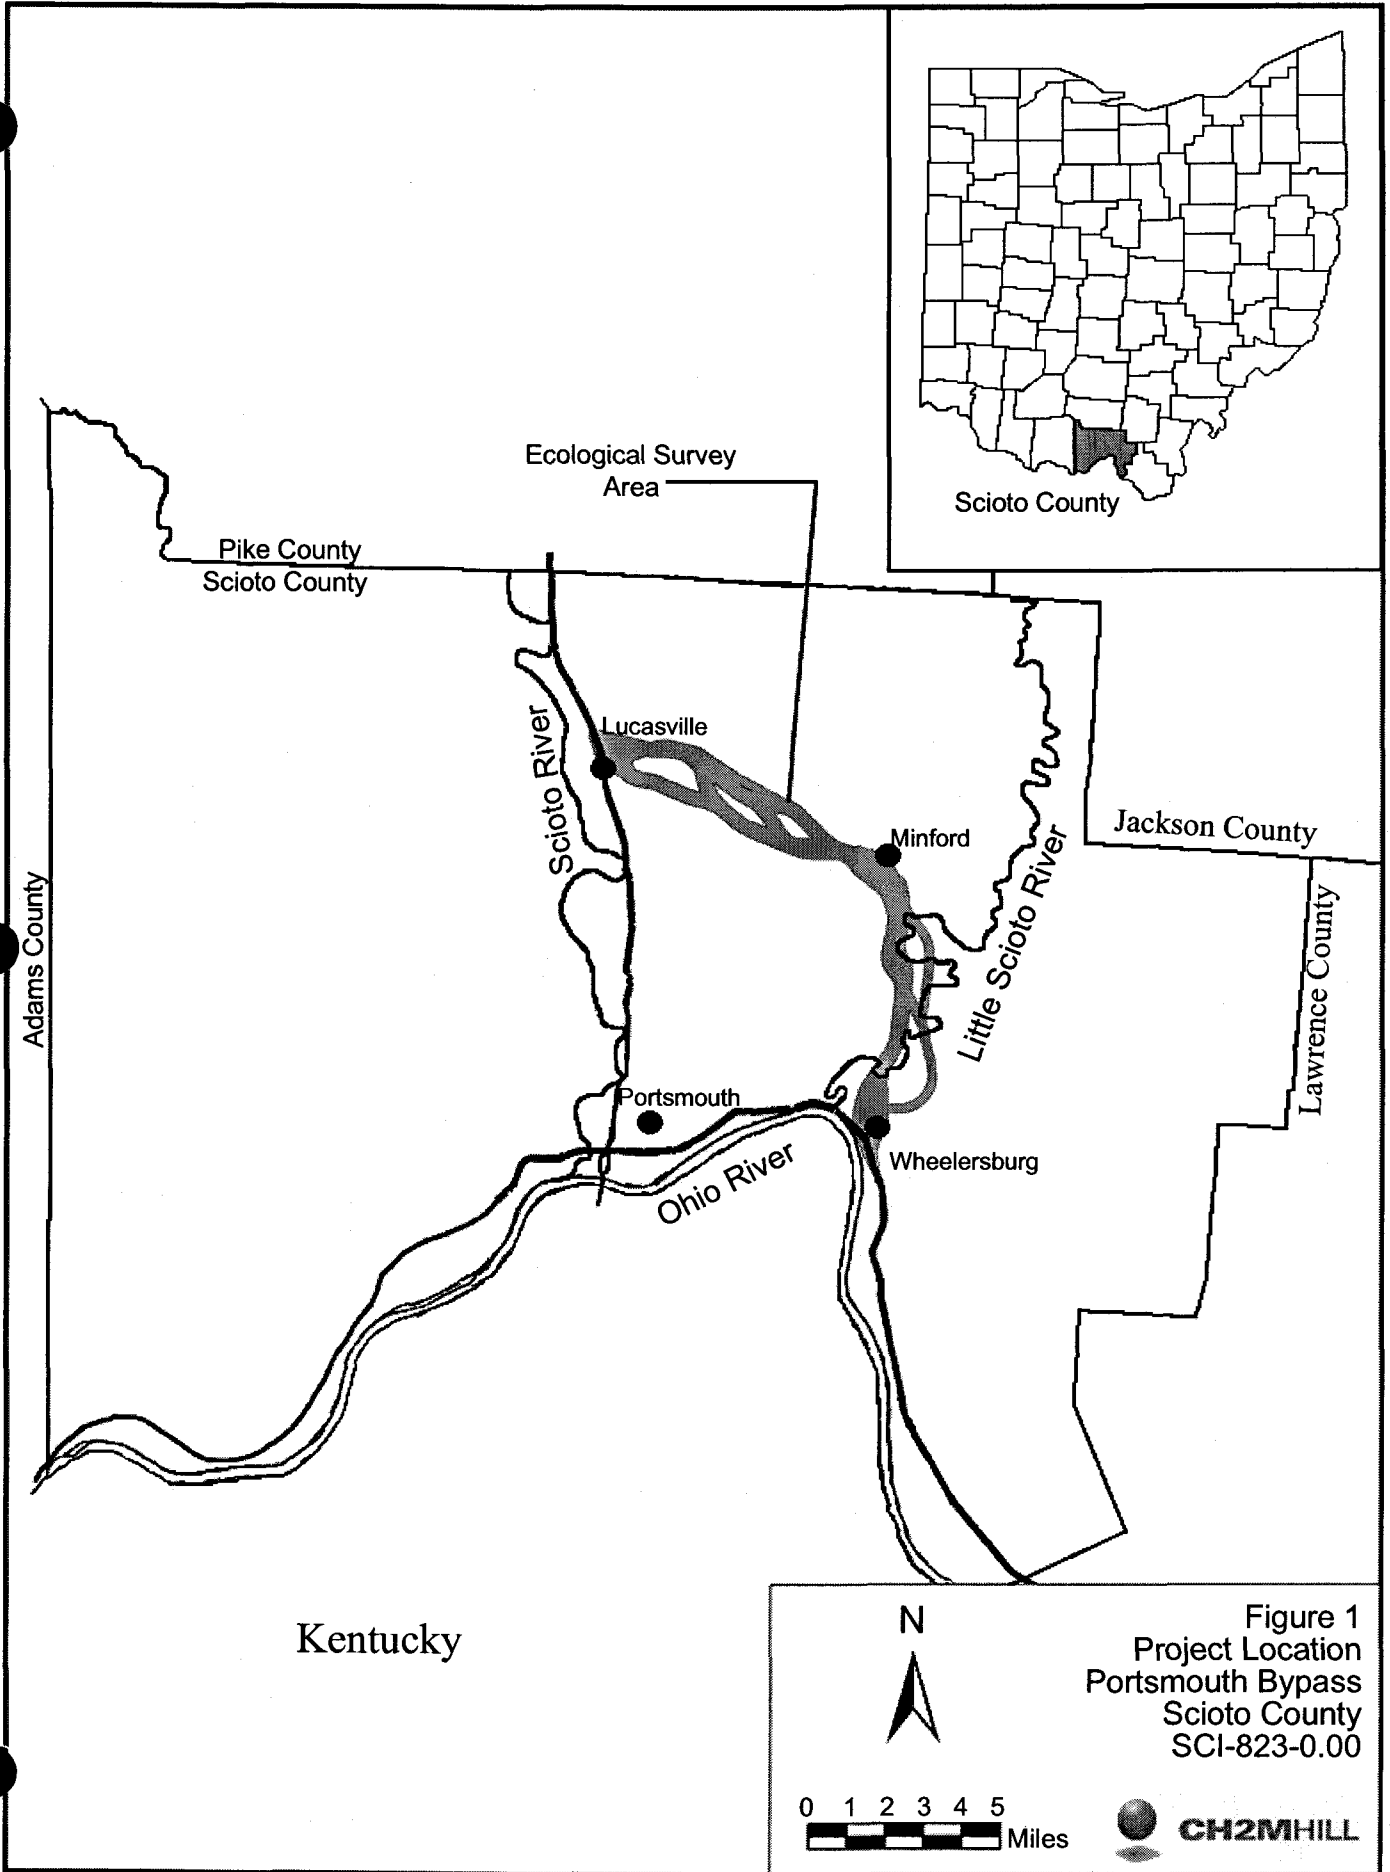 Scioto County
Ecological Survey
Area
Pike County
Scioto County
Lucasville
Scioto River
Minford
Jackson County
Little Scioto River
Adams County
Lawrence County
Portsmouth
Wheelersburg
Ohio River
Kentucky
N
Figure 1
Project Location
Portsmouth Bypass
Scioto County
SCI-823-0.00
0 1 2 3 4 5
Miles
CH2MHILL